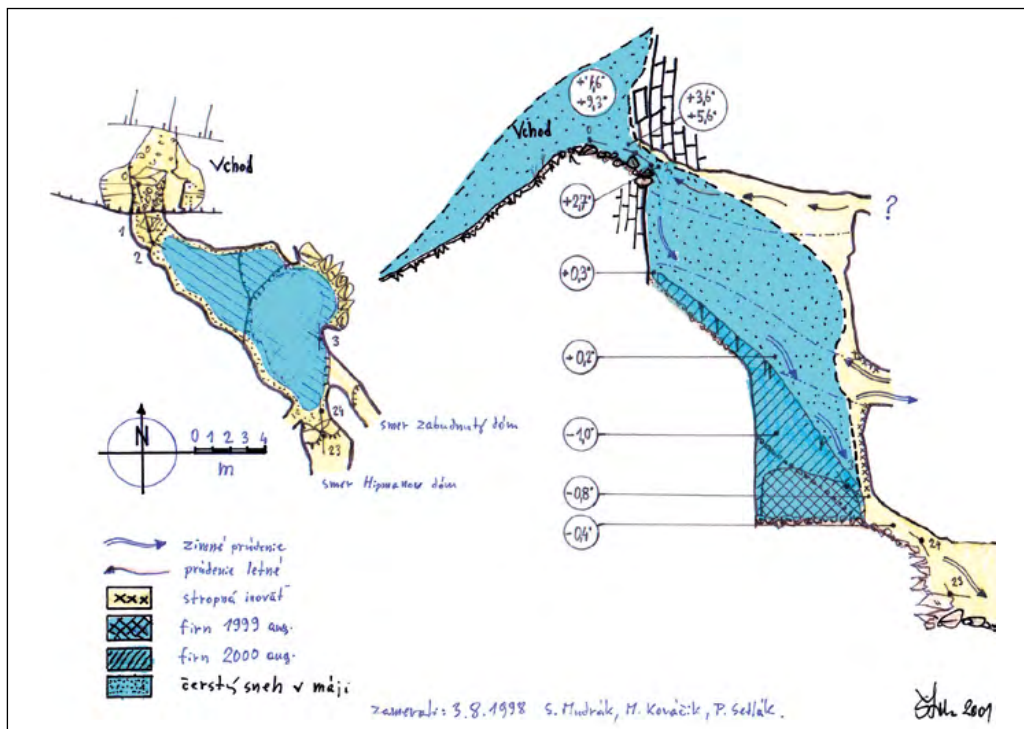 Vchod
1
2
3
24
23
smer Zabudnutý dóm
smer Hipmanov dóm
N
0 1 2 3 4
m
zimné prúdenie
prúdenie letné
stropná inovať
firn 1999 aug.
firn 2000 aug.
čerstvý sneh v máji
+9,3°
Vchod
0
+3,6°
+5,6°
+2,7°
?
+0,3°
+0,2°
-1,0°
-0,8°
-0,4°
3
24
23
zamerali: 3.8.1998 S. Mudrák, M. Kováčik, P. Sedlák.
2001